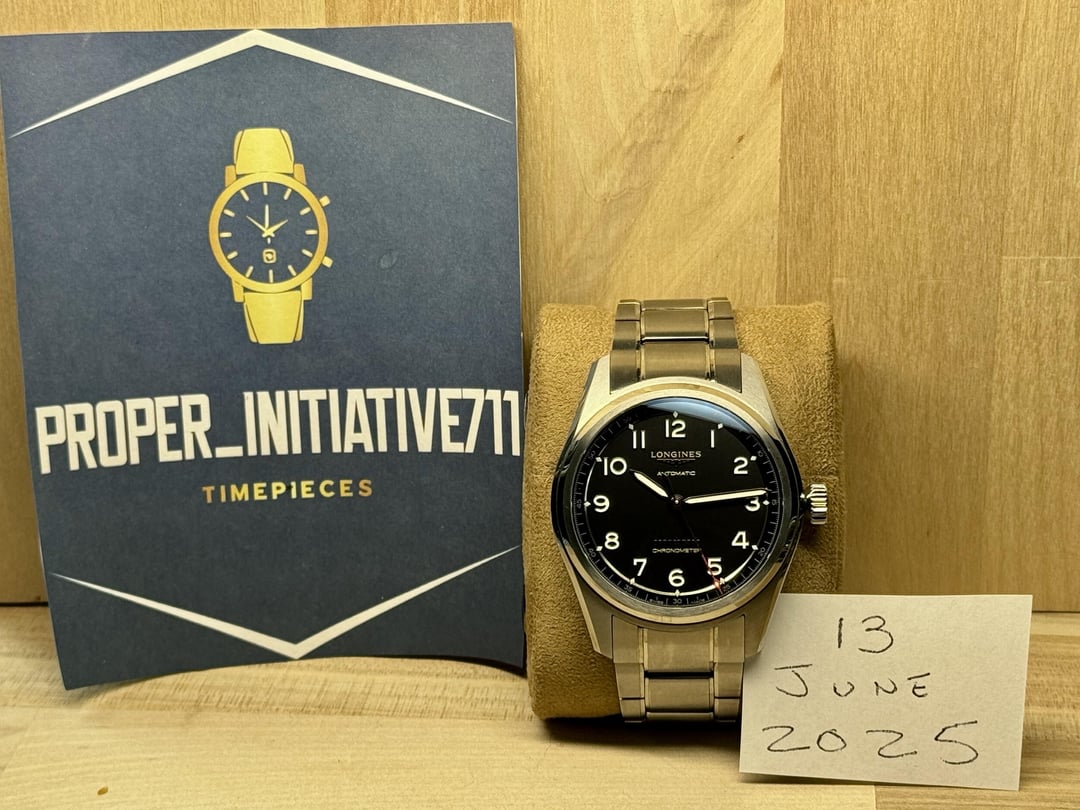 PROPER_INITIATIVE711
TIMEPIECES
12
11
1
LONGINES
10
AUTOMATIC
2
9
3
8
CHRONOMETER
4
7
5
6
13
JUNE
2025